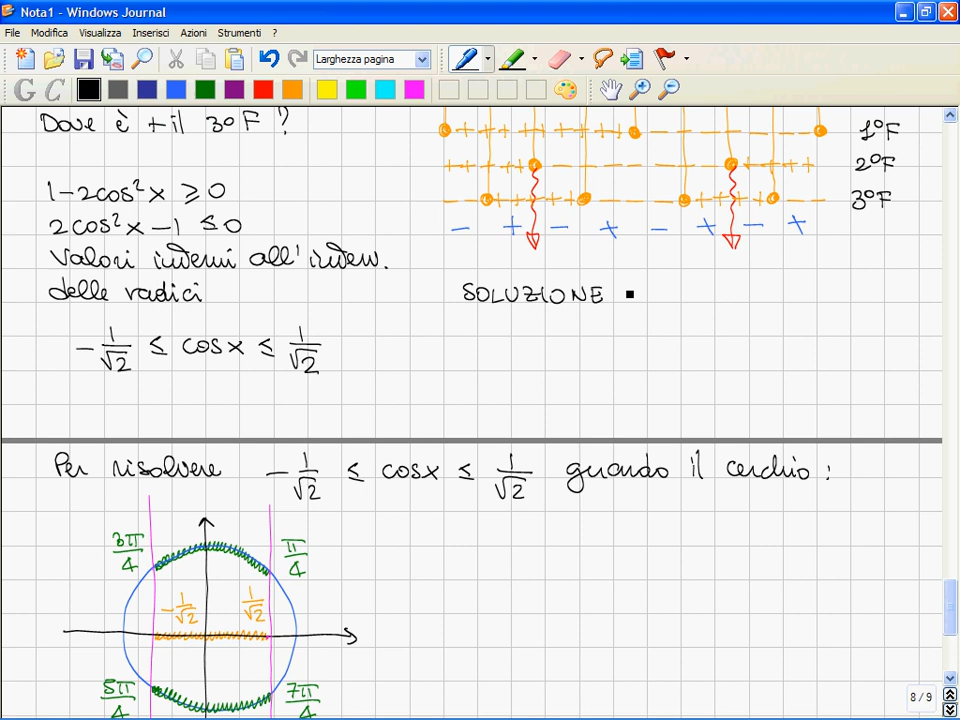 Nota1 - Windows Journal
File Modifica Visualizza Inserisci Azioni Strumenti ?
Larghezza pagina
G C
Dove è + il 3° F ?
1-2cos²x ≥ 0
2cos²x -1 ≤ 0
Valori interni all'interv.
delle radici
-1/√2 ≤ cosx ≤ 1/√2
++++ ++++ - - - - - - 1°F
++++ - - - - - - ++++ 2°F
- - - - - - ++++ - - 3°F
- + - + - + - +
SOLUZIONE
Per risolvere -1/√2 ≤ cosx ≤ 1/√2 guardo il cerchio :
3π/4 π/4
-1/√2 1/√2
5π/4 7π/4
8 / 9